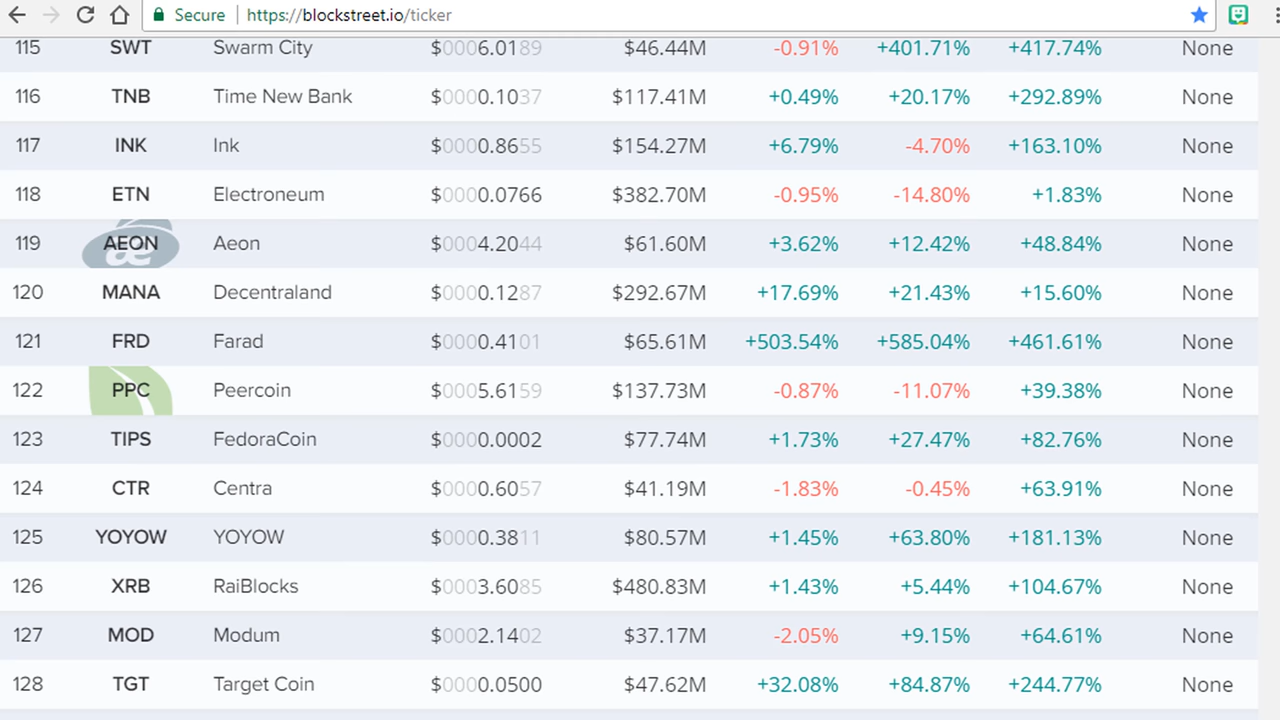 Secure https://blockstreet.io/ticker
115 SWT Swarm City $0006.0189 $46.44M -0.91% +401.71% +417.74% None
116 TNB Time New Bank $0000.1037 $117.41M +0.49% +20.17% +292.89% None
117 INK Ink $0000.8655 $154.27M +6.79% -4.70% +163.10% None
118 ETN Electroneum $0000.0766 $382.70M -0.95% -14.80% +1.83% None
119 AEON Aeon $0004.2044 $61.60M +3.62% +12.42% +48.84% None
120 MANA Decentraland $0000.1287 $292.67M +17.69% +21.43% +15.60% None
121 FRD Farad $0000.4101 $65.61M +503.54% +585.04% +461.61% None
122 PPC Peercoin $0005.6159 $137.73M -0.87% -11.07% +39.38% None
123 TIPS FedoraCoin $0000.0002 $77.74M +1.73% +27.47% +82.76% None
124 CTR Centra $0000.6057 $41.19M -1.83% -0.45% +63.91% None
125 YOYOW YOYOW $0000.3811 $80.57M +1.45% +63.80% +181.13% None
126 XRB RaiBlocks $0003.6085 $480.83M +1.43% +5.44% +104.67% None
127 MOD Modum $0002.1402 $37.17M -2.05% +9.15% +64.61% None
128 TGT Target Coin $0000.0500 $47.62M +32.08% +84.87% +244.77% None